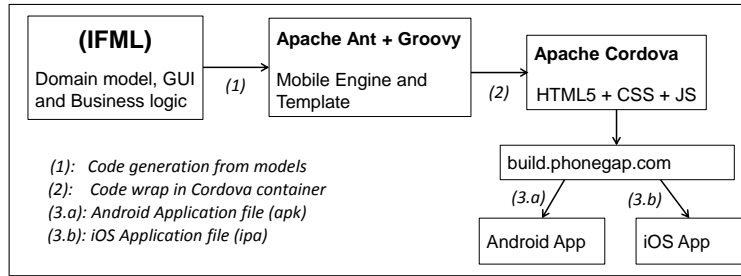 (IFML)
Domain model, GUI
and Business logic
(1)
Apache Ant + Groovy
Mobile Engine and
Template
(2)
Apache Cordova
HTML5 + CSS + JS
build.phonegap.com
(3.a)
(3.b)
Android App
iOS App
(1): Code generation from models
(2): Code wrap in Cordova container
(3.a): Android Application file (apk)
(3.b): iOS Application file (ipa)